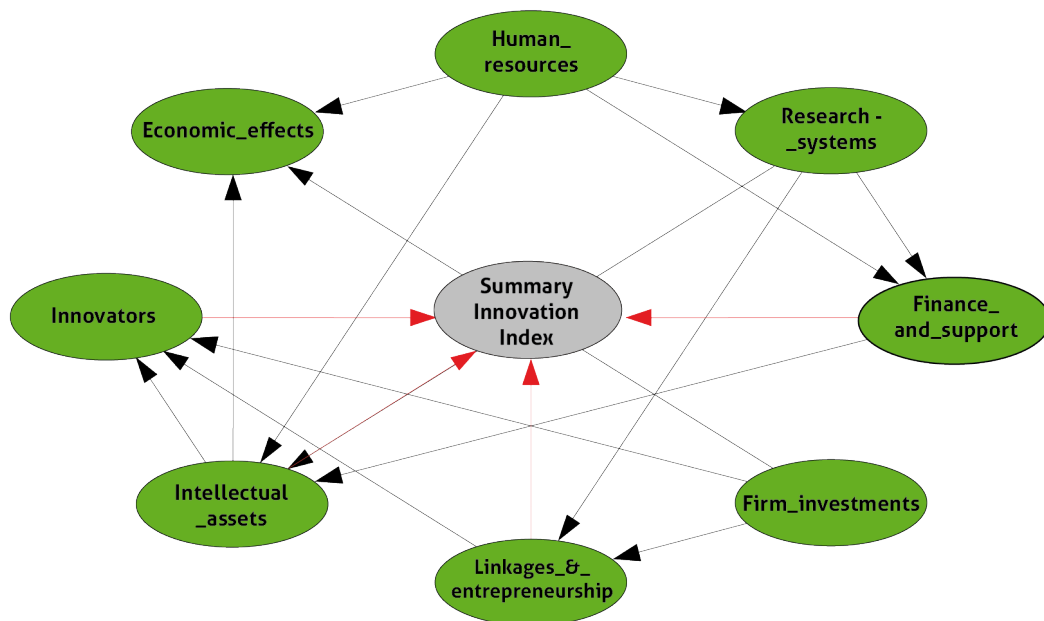 Human_
resources
Economic_effects
Research -
_systems
Summary
Innovation
Index
Innovators
Finance_
and_support
Intellectual
_assets
Firm_investments
Linkages_&_
entrepreneurship